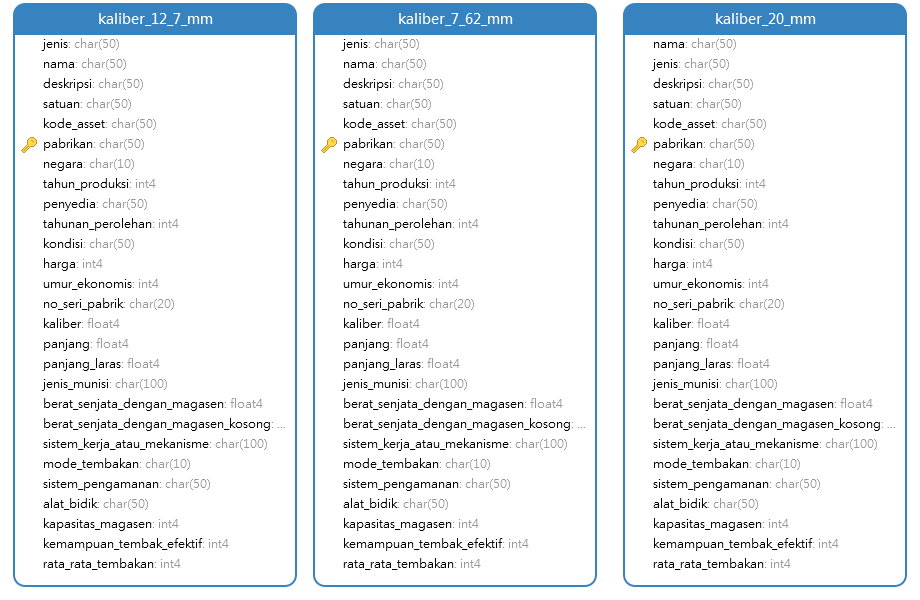 kaliber_12_7_mm
jenis: char(50)
nama: char(50)
deskripsi: char(50)
satuan: char(50)
kode_asset: char(50)
pabrikan: char(50)
negara: char(10)
tahun_produksi: int4
penyedia: char(50)
tahunan_perolehan: int4
kondisi: char(50)
harga: int4
umur_ekonomis: int4
no_seri_pabrik: char(20)
kaliber: float4
panjang: float4
panjang_laras: float4
jenis_munisi: char(100)
berat_senjata_dengan_magasen: float4
berat_senjata_dengan_magasen_kosong: ...
sistem_kerja_atau_mekanisme: char(100)
mode_tembakan: char(10)
sistem_pengamanan: char(50)
alat_bidik: char(50)
kapasitas_magasen: int4
kemampuan_tembak_efektif: int4
rata_rata_tembakan: int4
kaliber_7_62_mm
jenis: char(50)
nama: char(50)
deskripsi: char(50)
satuan: char(50)
kode_asset: char(50)
pabrikan: char(50)
negara: char(10)
tahun_produksi: int4
penyedia: char(50)
tahunan_perolehan: int4
kondisi: char(50)
harga: int4
umur_ekonomis: int4
no_seri_pabrik: char(20)
kaliber: float4
panjang: float4
panjang_laras: float4
jenis_munisi: char(100)
berat_senjata_dengan_magasen: float4
berat_senjata_dengan_magasen_kosong: ...
sistem_kerja_atau_mekanisme: char(100)
mode_tembakan: char(10)
sistem_pengamanan: char(50)
alat_bidik: char(50)
kapasitas_magasen: int4
kemampuan_tembak_efektif: int4
rata_rata_tembakan: int4
kaliber_20_mm
nama: char(50)
jenis: char(50)
deskripsi: char(50)
satuan: char(50)
kode_asset: char(50)
pabrikan: char(50)
negara: char(10)
tahun_produksi: int4
penyedia: char(50)
tahunan_perolehan: int4
kondisi: char(50)
harga: int4
umur_ekonomis: int4
no_seri_pabrik: char(20)
kaliber: float4
panjang: float4
panjang_laras: float4
jenis_munisi: char(100)
berat_senjata_dengan_magasen: float4
berat_senjata_dengan_magasen_kosong: ...
sistem_kerja_atau_mekanisme: char(100)
mode_tembakan: char(10)
sistem_pengamanan: char(50)
alat_bidik: char(50)
kapasitas_magasen: int4
kemampuan_tembak_efektif: int4
rata_rata_tembakan: int4